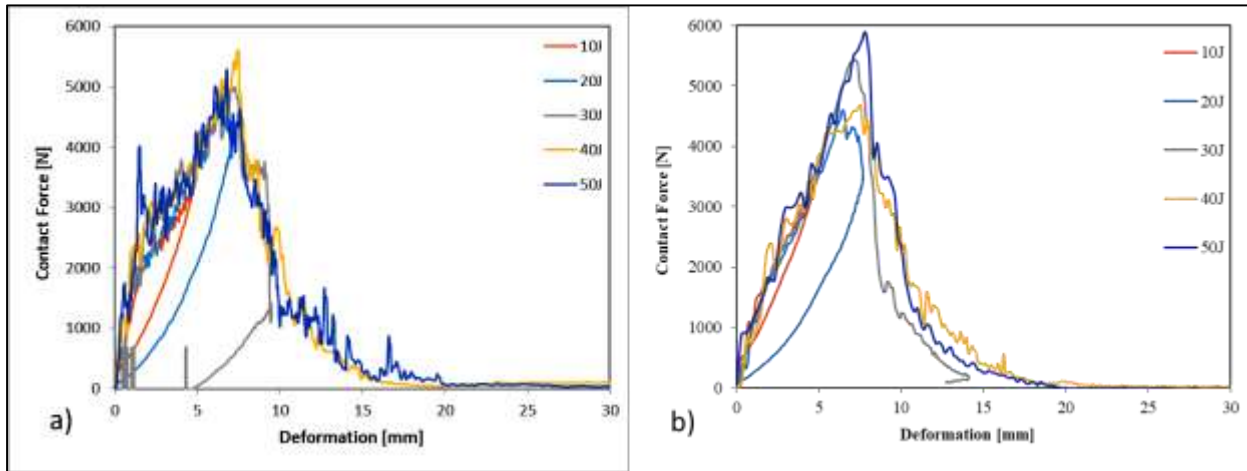 6000
5000
4000
3000
2000
1000
0
Contact Force [N]
10J
20J
30J
40J
50J
0 5 10 15 20 25 30
Deformation [mm]
a)
6000
5000
4000
3000
2000
1000
0
Contact Force [N]
10J
20J
30J
40J
50J
0 5 10 15 20 25 30
Deformation [mm]
b)